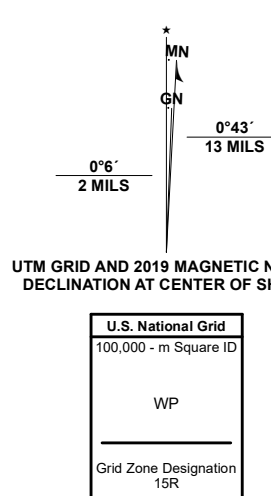 ★
MN
GN
0°43´
13 MILS
0°6´
2 MILS
UTM GRID AND 2019 MAGNETIC
DECLINATION AT CENTER OF
U.S. National Grid
100,000 - m Square ID
WP
Grid Zone Designation
15R